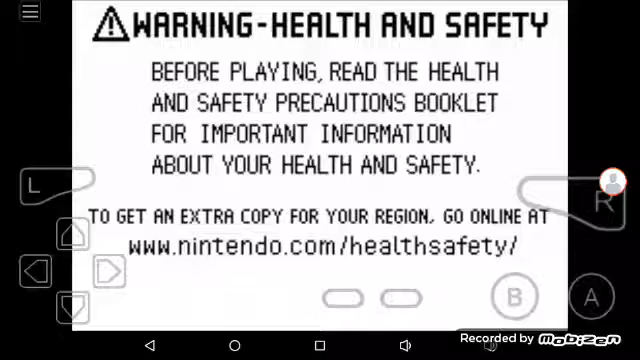 ⚠WARNING-HEALTH AND SAFETY
BEFORE PLAYING, READ THE HEALTH
AND SAFETY PRECAUTIONS BOOKLET
FOR IMPORTANT INFORMATION
ABOUT YOUR HEALTH AND SAFETY.
L
R
TO GET AN EXTRA COPY FOR YOUR REGION, GO ONLINE AT
www.nintendo.com/healthsafety/
B
A
Recorded by Mobizen